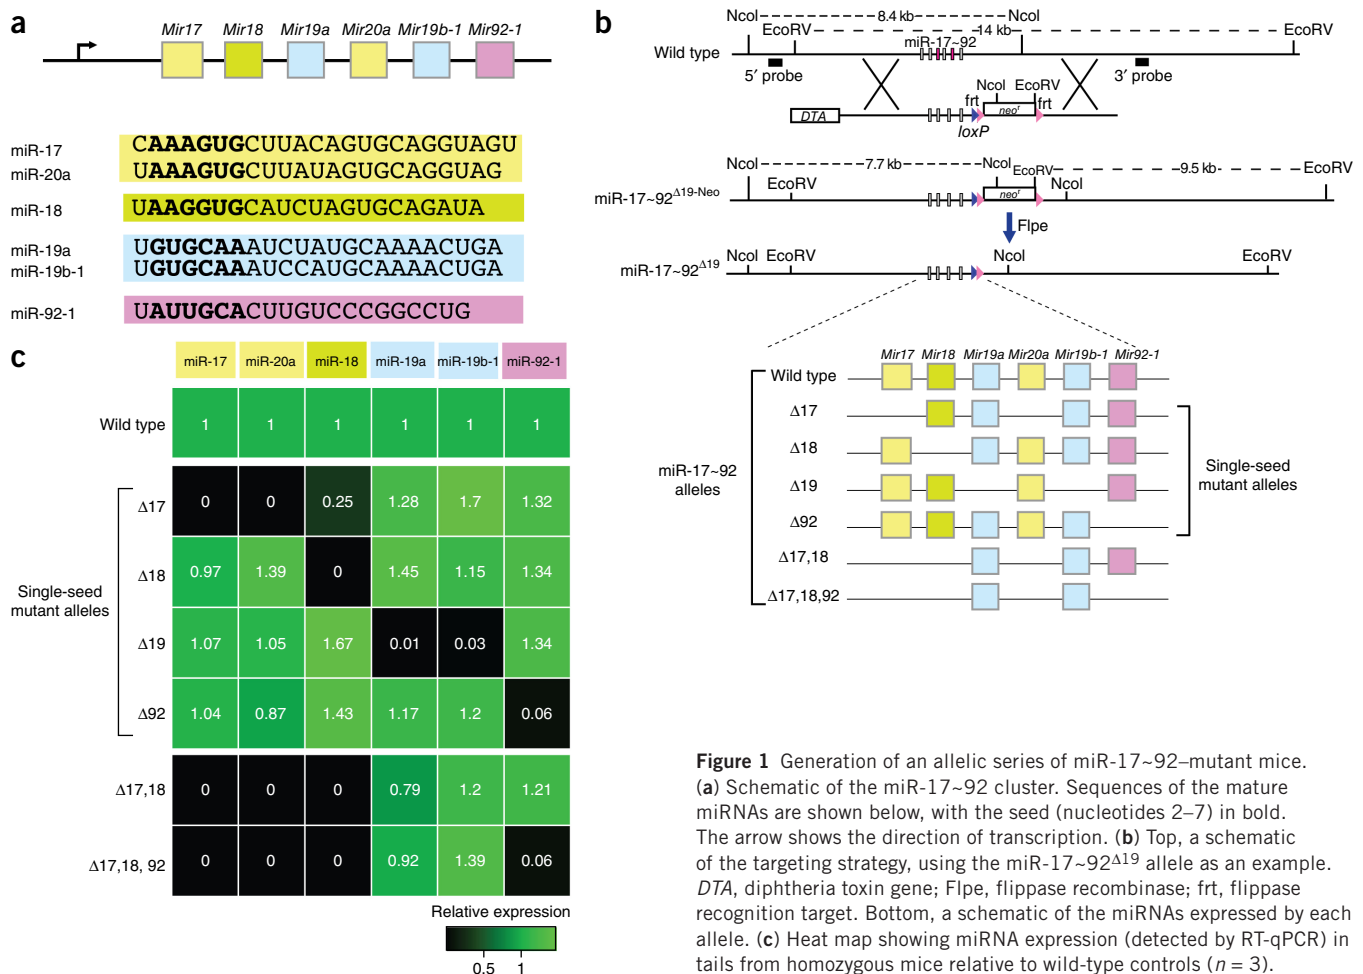 a
Mir17 Mir18 Mir19a Mir20a Mir19b-1 Mir92-1
miR-17 CAAAGUGCUUACAGUGCAGGUAGU
miR-20a UAAAGUGCUUAUAGUGCAGGUAG
miR-18 UAAGGUGCAUCUAGUGCAGAUA
miR-19a UGUGCAAAUCUAUGCAAAACUGA
miR-19b-1 UGUGCAAAUCCAUGCAAAACUGA
miR-92-1 UAUUGCACUUGUCCCGGCCUG
b
NcoI 8.4 kb NcoI
EcoRV 14 kb EcoRV
Wild type miR-17~92
5′ probe 3′ probe
NcoI EcoRV
frt frt
DTA neoʳ
loxP
NcoI 7.7 kb NcoI 9.5 kb EcoRV
EcoRV EcoRV NcoI
miR-17~92Δ19-Neo neoʳ
Flpe
NcoI EcoRV NcoI EcoRV
miR-17~92Δ19
Mir17 Mir18 Mir19a Mir20a Mir19b-1 Mir92-1
Wild type
Δ17
Δ18
Δ19
Δ92
Δ17,18
Δ17,18,92
miR-17~92
alleles
Single-seed
mutant alleles
c
miR-17 miR-20a miR-18 miR-19a miR-19b-1 miR-92-1
Wild type 1 1 1 1 1 1
Δ17 0 0 0.25 1.28 1.7 1.32
Δ18 0.97 1.39 0 1.45 1.15 1.34
Single-seed
mutant alleles
Δ19 1.07 1.05 1.67 0.01 0.03 1.34
Δ92 1.04 0.87 1.43 1.17 1.2 0.06
Δ17,18 0 0 0 0.79 1.2 1.21
Δ17,18, 92 0 0 0 0.92 1.39 0.06
Relative expression
0.5 1
Figure 1 Generation of an allelic series of miR-17~92–mutant mice.
(a) Schematic of the miR-17~92 cluster. Sequences of the mature
miRNAs are shown below, with the seed (nucleotides 2–7) in bold.
The arrow shows the direction of transcription. (b) Top, a schematic
of the targeting strategy, using the miR-17~92Δ19 allele as an example.
DTA, diphtheria toxin gene; Flpe, flippase recombinase; frt, flippase
recognition target. Bottom, a schematic of the miRNAs expressed by each
allele. (c) Heat map showing miRNA expression (detected by RT-qPCR) in
tails from homozygous mice relative to wild-type controls (n = 3).